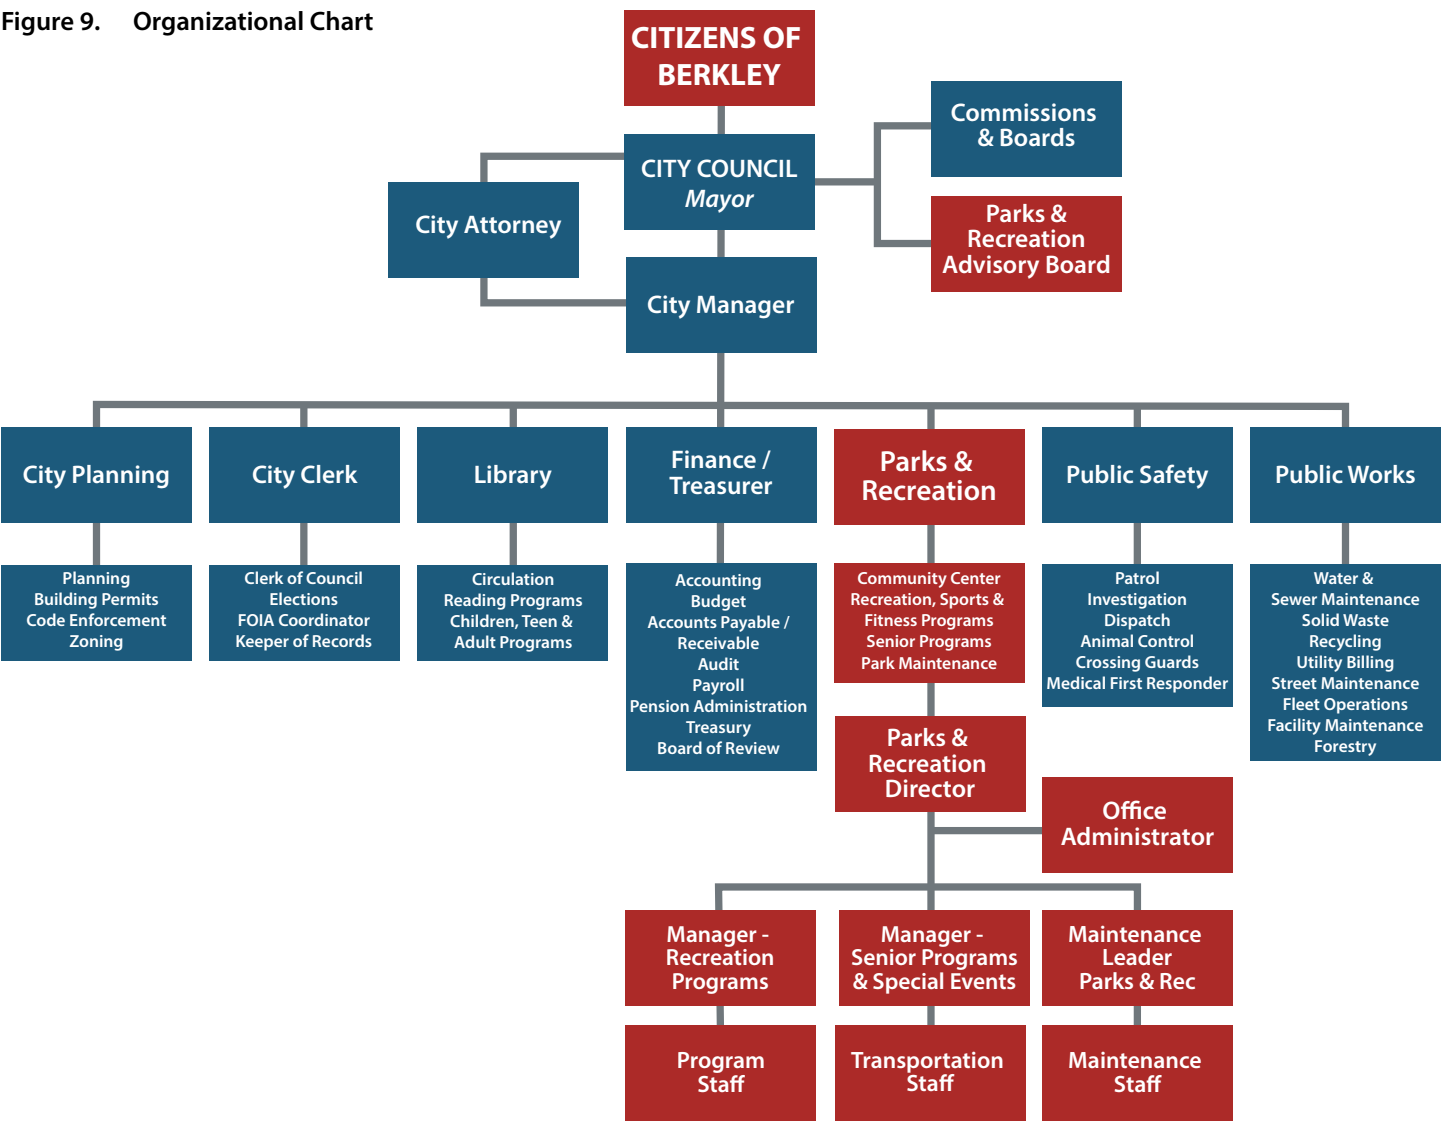 Figure 9. Organizational Chart
CITIZENS OF
BERKLEY
CITY COUNCIL
Mayor
Commissions
& Boards
Parks &
Recreation
Advisory Board
City Attorney
City Manager
City Planning
City Clerk
Library
Finance /
Treasurer
Parks &
Recreation
Public Safety
Public Works
Planning
Building Permits
Code Enforcement
Zoning
Clerk of Council
Elections
FOIA Coordinator
Keeper of Records
Circulation
Reading Programs
Children, Teen &
Adult Programs
Accounting
Budget
Accounts Payable /
Receivable
Audit
Payroll
Pension Administration
Treasury
Board of Review
Community Center
Recreation, Sports &
Fitness Programs
Senior Programs
Park Maintenance
Patrol
Investigation
Dispatch
Animal Control
Crossing Guards
Medical First Responder
Water &
Sewer Maintenance
Solid Waste
Recycling
Utility Billing
Street Maintenance
Fleet Operations
Facility Maintenance
Forestry
Parks &
Recreation
Director
Office
Administrator
Manager -
Recreation
Programs
Manager -
Senior Programs
& Special Events
Maintenance
Leader
Parks & Rec
Program
Staff
Transportation
Staff
Maintenance
Staff